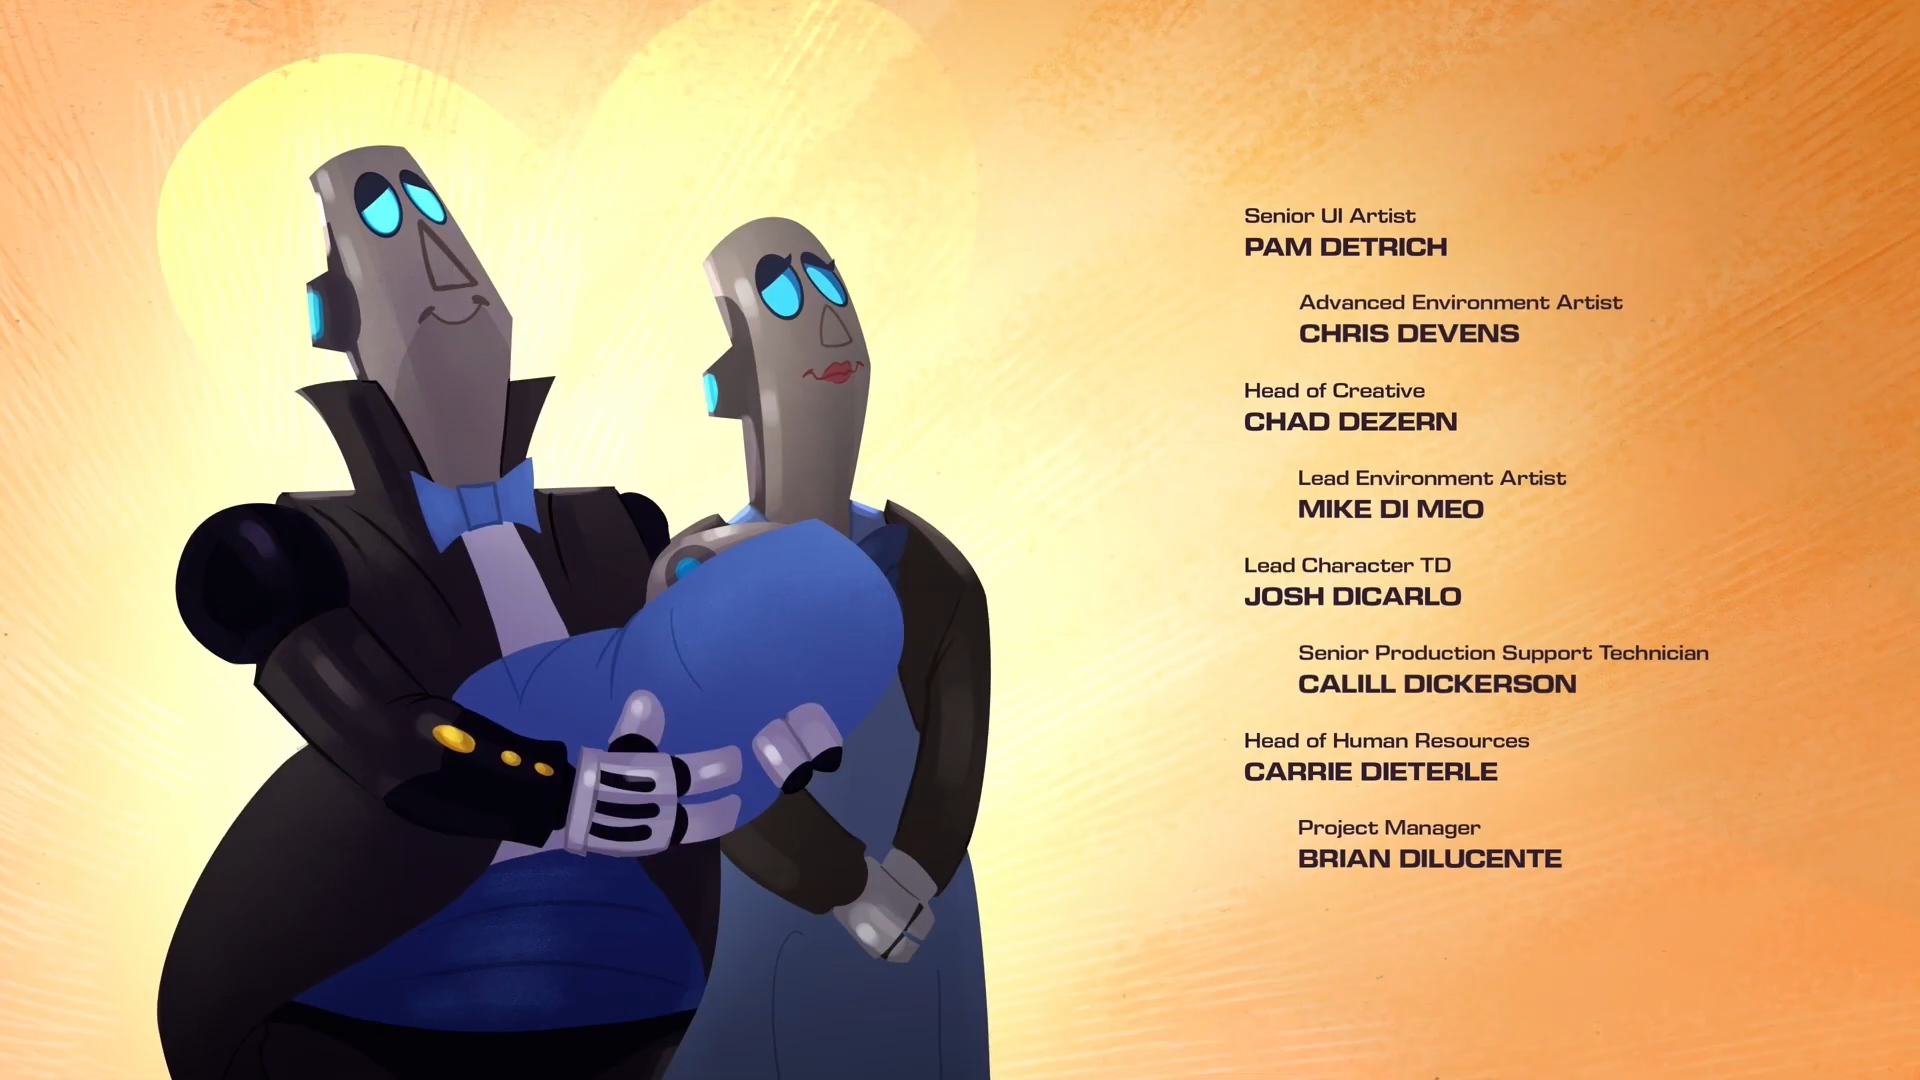 Senior UI Artist
PAM DETRICH
Advanced Environment Artist
CHRIS DEVENS
Head of Creative
CHAD DEZERN
Lead Environment Artist
MIKE DI MEO
Lead Character TD
JOSH DICARLO
Senior Production Support Technician
CALILL DICKERSON
Head of Human Resources
CARRIE DIETERLE
Project Manager
BRIAN DILUCENTE